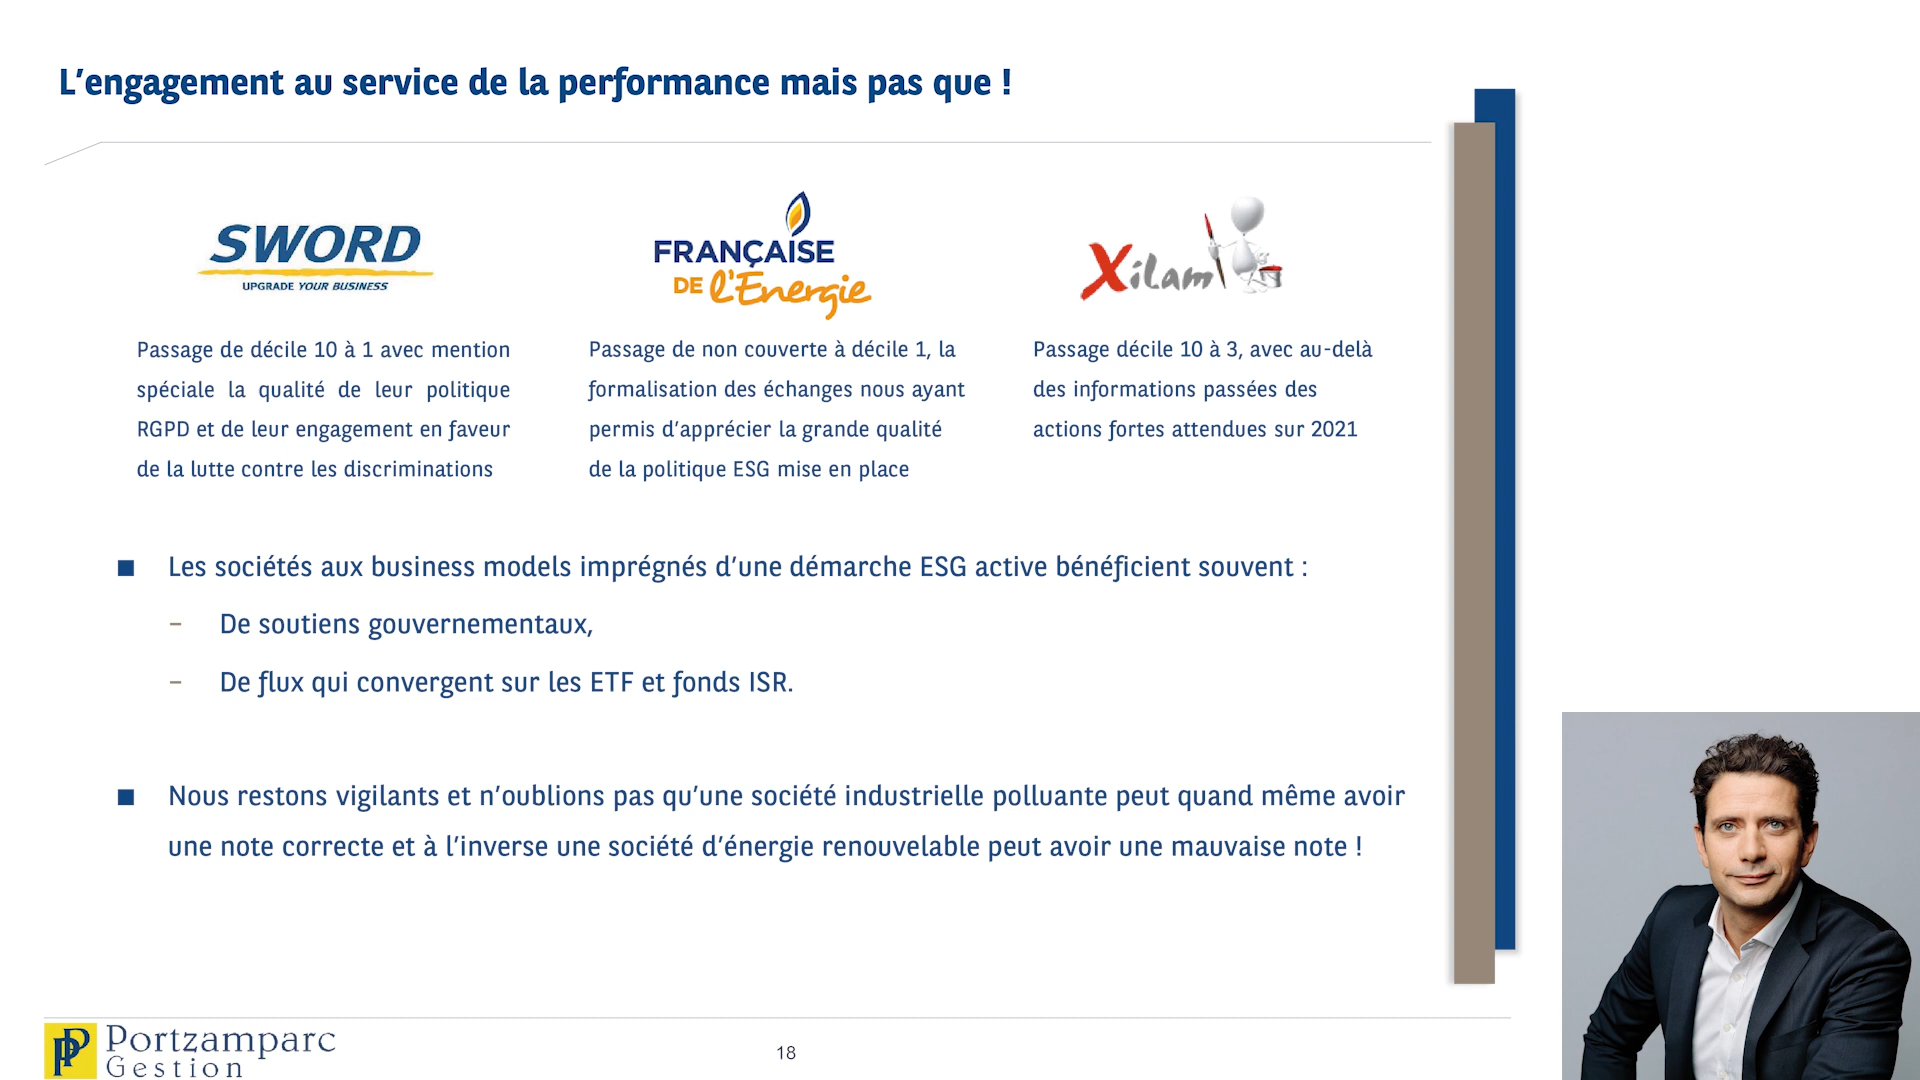 L’engagement au service de la performance mais pas que !
SWORD
UPGRADE YOUR BUSINESS
Passage de décile 10 à 1 avec mention
spéciale la qualité de leur politique
RGPD et de leur engagement en faveur
de la lutte contre les discriminations
FRANÇAISE
DE l’Energie
Passage de non couverte à décile 1, la
formalisation des échanges nous ayant
permis d’apprécier la grande qualité
de la politique ESG mise en place
Xilam
Passage décile 10 à 3, avec au-delà
des informations passées des
actions fortes attendues sur 2021
■ Les sociétés aux business models imprégnés d’une démarche ESG active bénéficient souvent :
– De soutiens gouvernementaux,
– De flux qui convergent sur les ETF et fonds ISR.
■ Nous restons vigilants et n’oublions pas qu’une société industrielle polluante peut quand même avoir
une note correcte et à l’inverse une société d’énergie renouvelable peut avoir une mauvaise note !
PP Portzamparc
Gestion
18